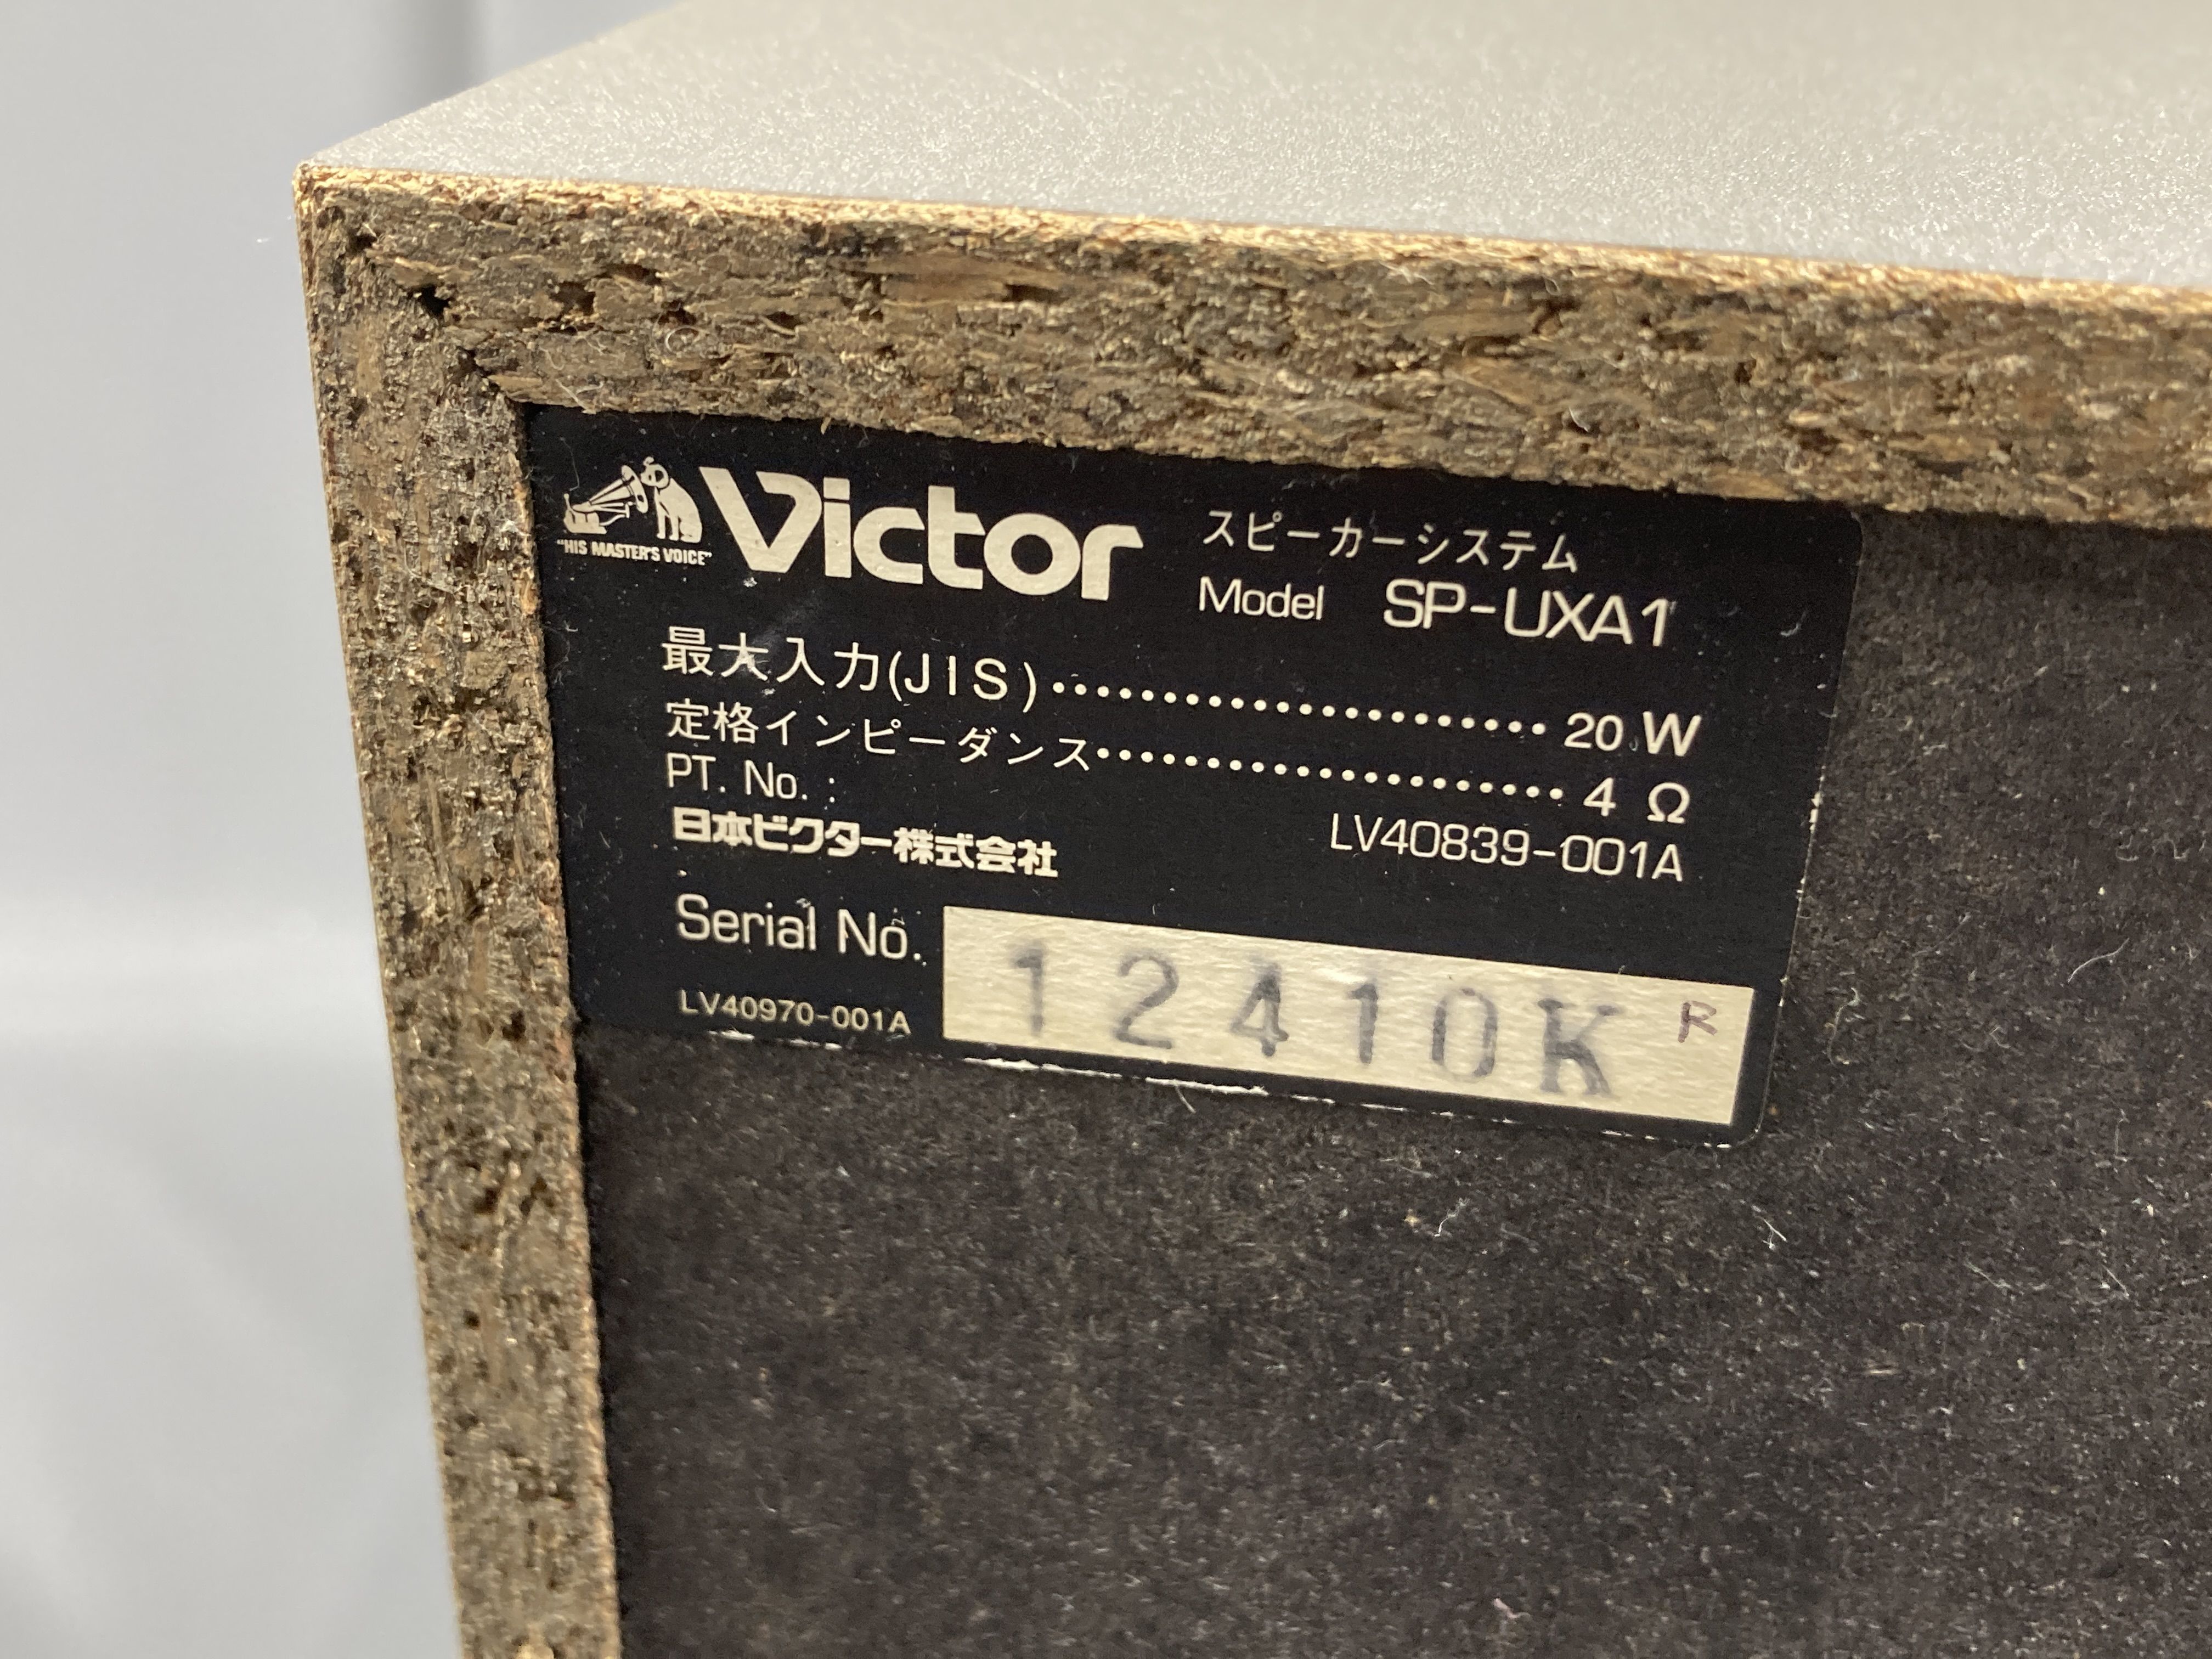 "HIS MASTER'S VOICE"
Victor
スピーカーシステム
Model SP-UXA1
最大入力(JIS)‥‥‥‥‥‥‥‥‥‥‥ 20 W
定格インピーダンス‥‥‥‥‥‥‥‥‥‥‥ 4 Ω
PT. No. : LV40839-001A
日本ビクター株式会社
Serial No. 12410K R
LV40970-001A